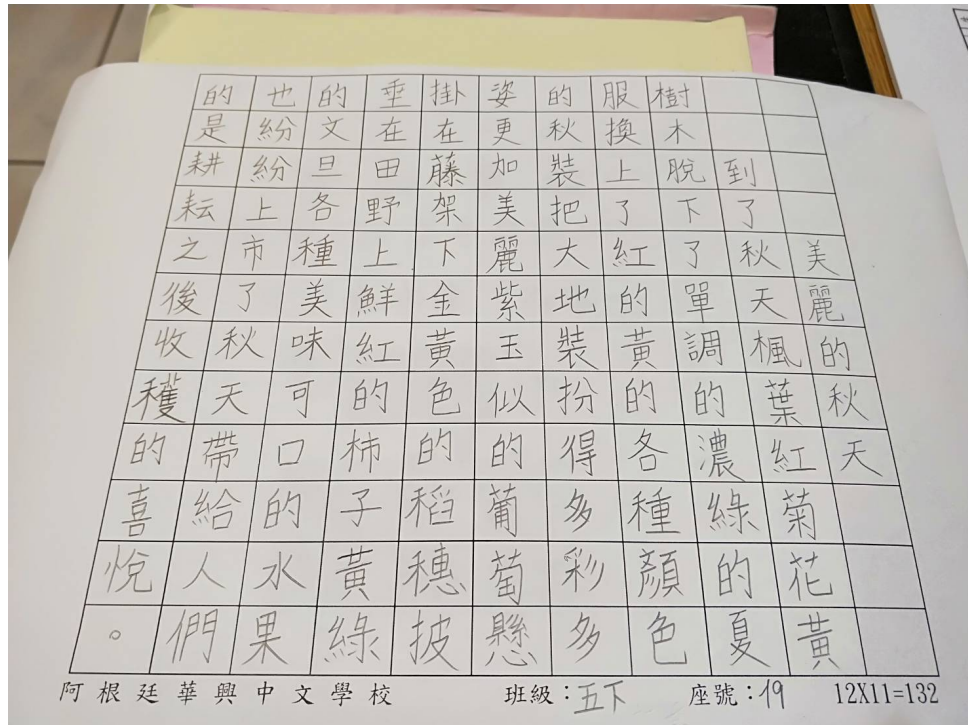 美麗的秋天
到了秋天楓葉紅菊花黃
樹木脫下了單調的濃綠的夏
服換上了紅的黃的各種顏色
的秋裝把大地裝扮得多彩多
姿更加美麗紫玉似的葡萄懸
掛在藤架下金黃色的稻穗披
垂在田野上鮮紅的柿子黃綠
的文旦各種美味可口的水果
也紛紛上市了秋天帶給人們
的是耕耘之後收穫的喜悅。
阿根廷華興中文學校 班級：五下 座號：19 12X11=132